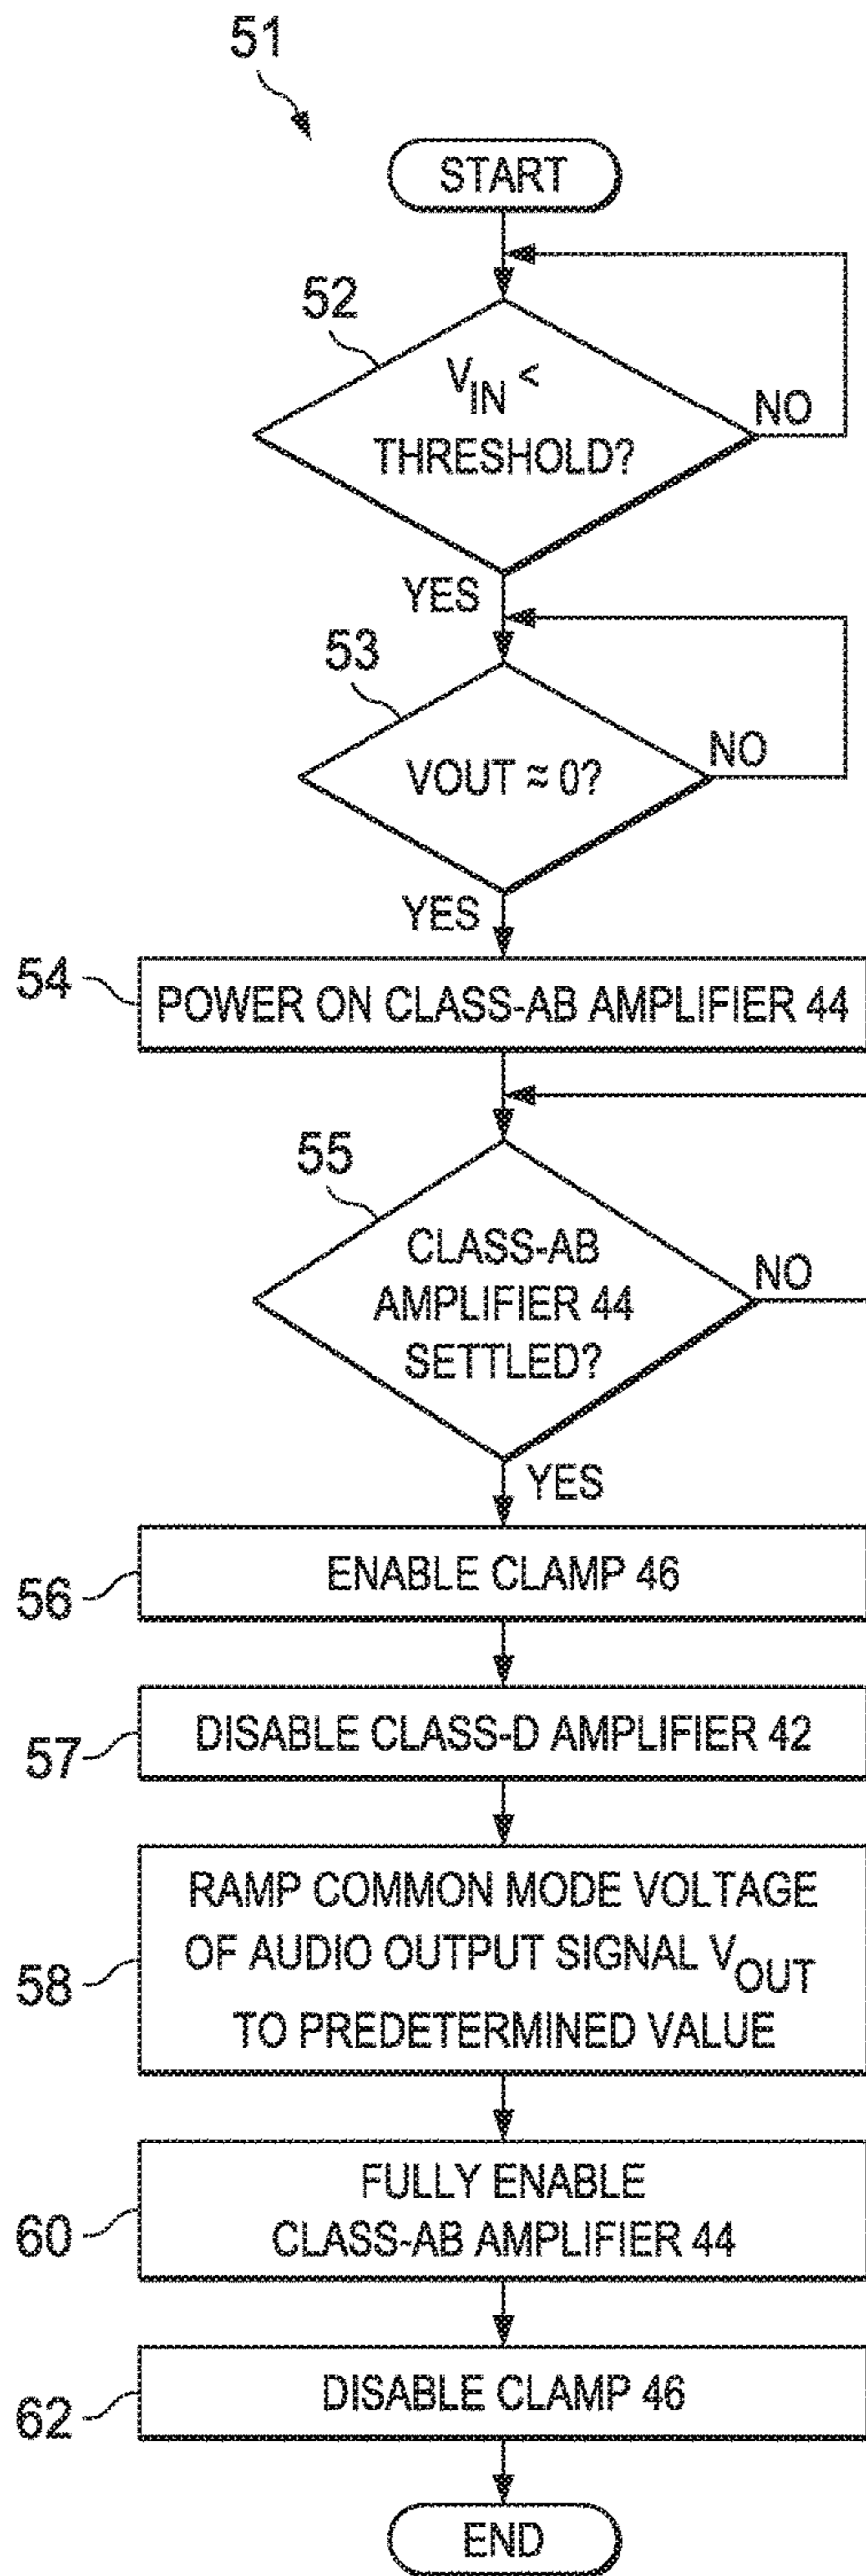 51
START
52
V_IN <
THRESHOLD?
NO
YES
53
VOUT ≈ 0?
NO
YES
54
POWER ON CLASS-AB AMPLIFIER 44
55
CLASS-AB
AMPLIFIER 44
SETTLED?
NO
YES
56
ENABLE CLAMP 46
57
DISABLE CLASS-D AMPLIFIER 42
58
RAMP COMMON MODE VOLTAGE
OF AUDIO OUTPUT SIGNAL V_OUT
TO PREDETERMINED VALUE
60
FULLY ENABLE
CLASS-AB AMPLIFIER 44
62
DISABLE CLAMP 46
END